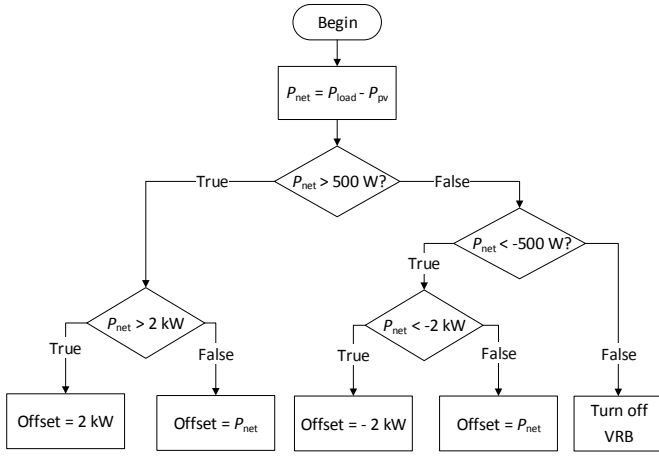 Begin
P_net = P_load - P_pv
True
P_net > 500 W?
False
P_net < -500 W?
True
P_net > 2 kW
P_net < -2 kW
True
False
True
False
False
Offset = 2 kW
Offset = P_net
Offset = - 2 kW
Offset = P_net
Turn off
VRB